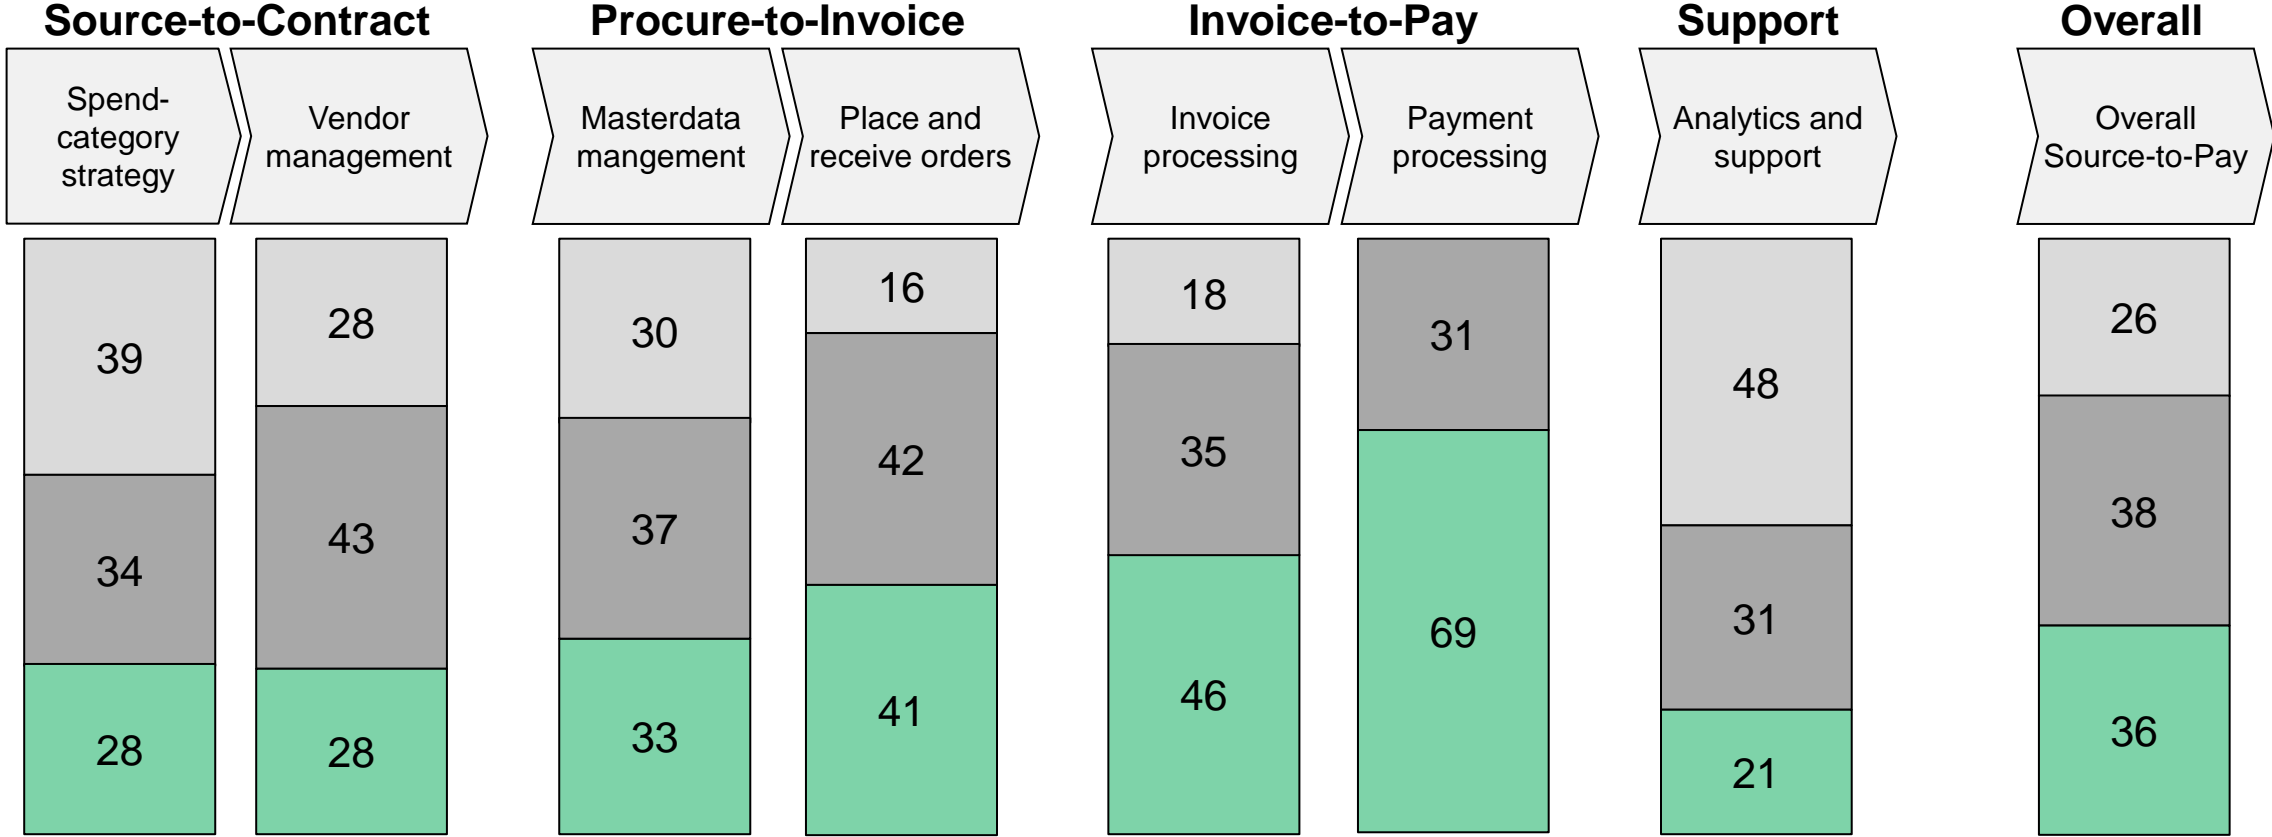 Source-to-Contract
Procure-to-Invoice
Invoice-to-Pay
Support
Overall
Spend-
category
strategy
Vendor
management
Masterdata
mangement
Place and
receive orders
Invoice
processing
Payment
processing
Analytics and
support
Overall
Source-to-Pay
39
34
28
28
43
28
30
37
33
16
42
41
18
35
46
31
69
48
31
21
26
38
36